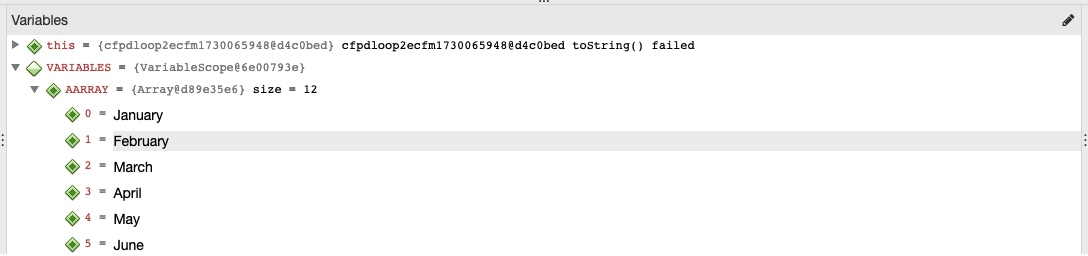 Variables
this = {cfpdloop2ecfm1730065948@d4c0bed} cfpdloop2ecfm1730065948@d4c0bed toString() failed
VARIABLES = {VariableScope@6e00793e}
AARRAY = {Array@d89e35e6} size = 12
0 = January
1 = February
2 = March
3 = April
4 = May
5 = June